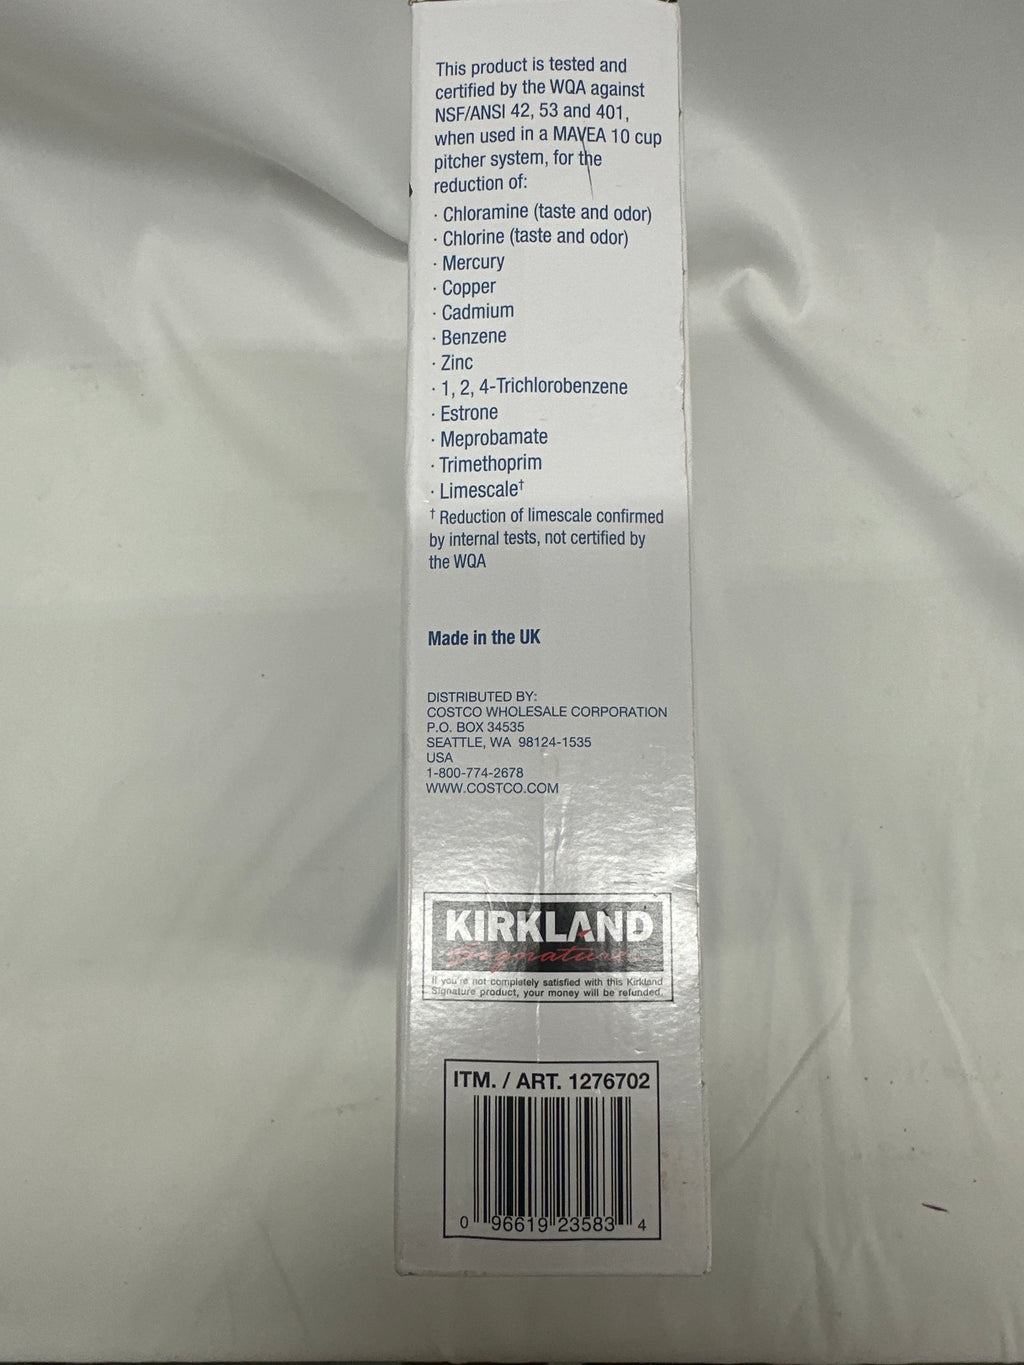 This product is tested and
certified by the WQA against
NSF/ANSI 42, 53 and 401,
when used in a MAVEA 10 cup
pitcher system, for the
reduction of:
· Chloramine (taste and odor)
· Chlorine (taste and odor)
· Mercury
· Copper
· Cadmium
· Benzene
· Zinc
· 1, 2, 4-Trichlorobenzene
· Estrone
· Meprobamate
· Trimethoprim
· Limescale†
† Reduction of limescale confirmed
by internal tests, not certified by
the WQA
Made in the UK
DISTRIBUTED BY:
COSTCO WHOLESALE CORPORATION
P.O. BOX 34535
SEATTLE, WA 98124-1535
USA
1-800-774-2678
WWW.COSTCO.COM
KIRKLAND
Signature
If you're not completely satisfied with this Kirkland
Signature product, your money will be refunded.
ITM. / ART. 1276702
0 96619 23583 4